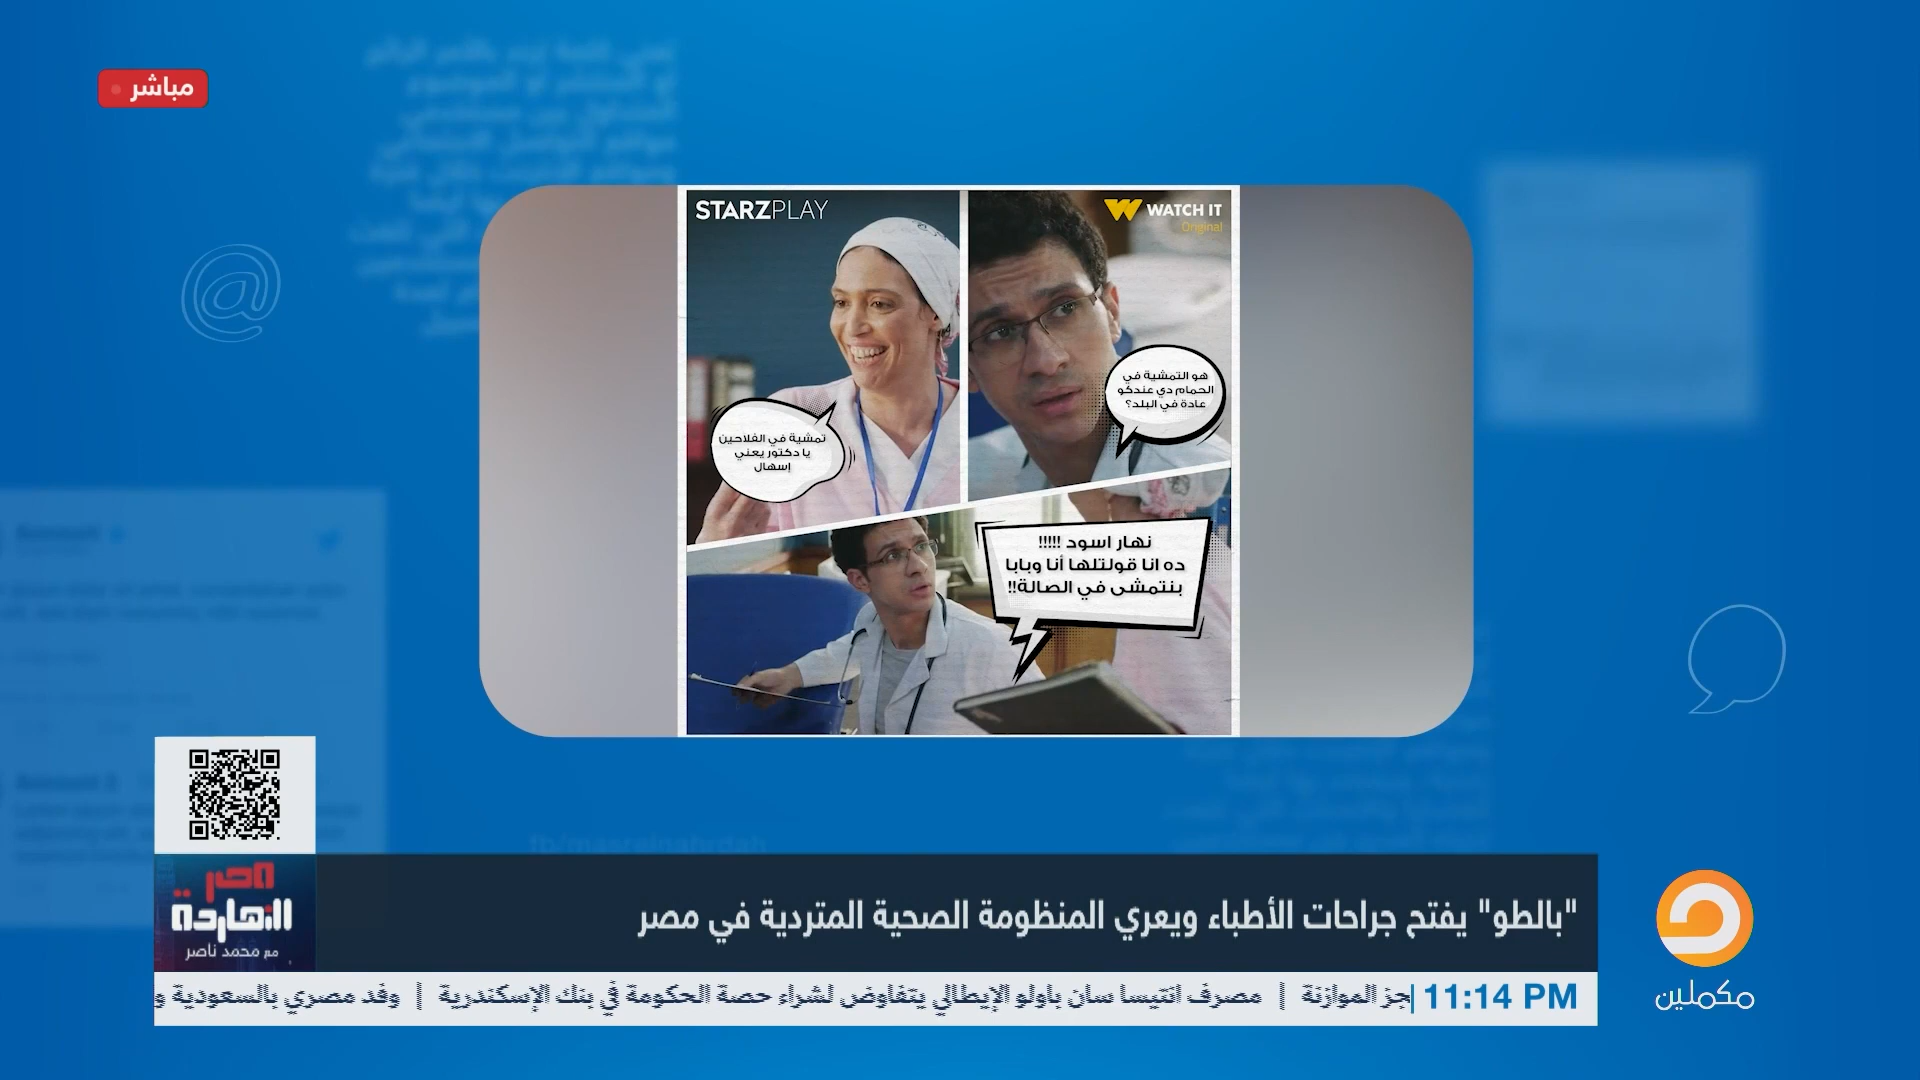 مباشر
STARZPLAY
WATCH IT
Original
هو التمشية في
الحمام دي عندكو
عادة في البلد؟
تمشية في الفلاحين
يا دكتور يعني
إسهال
نهار اسود !!!!!
ده انا قولتلها أنا وبابا
بنتمشى في الصالة!!
مصر
النهاردة
مع محمد ناصر
"بالطو" يفتح جراحات الأطباء ويعري المنظومة الصحية المتردية في مصر
11:14 PM
جز الموازنة | مصرف انتيسا سان باولو الإيطالي يتفاوض لشراء حصة الحكومة في بنك الإسكندرية | وفد مصري بالسعودية و
مكملين